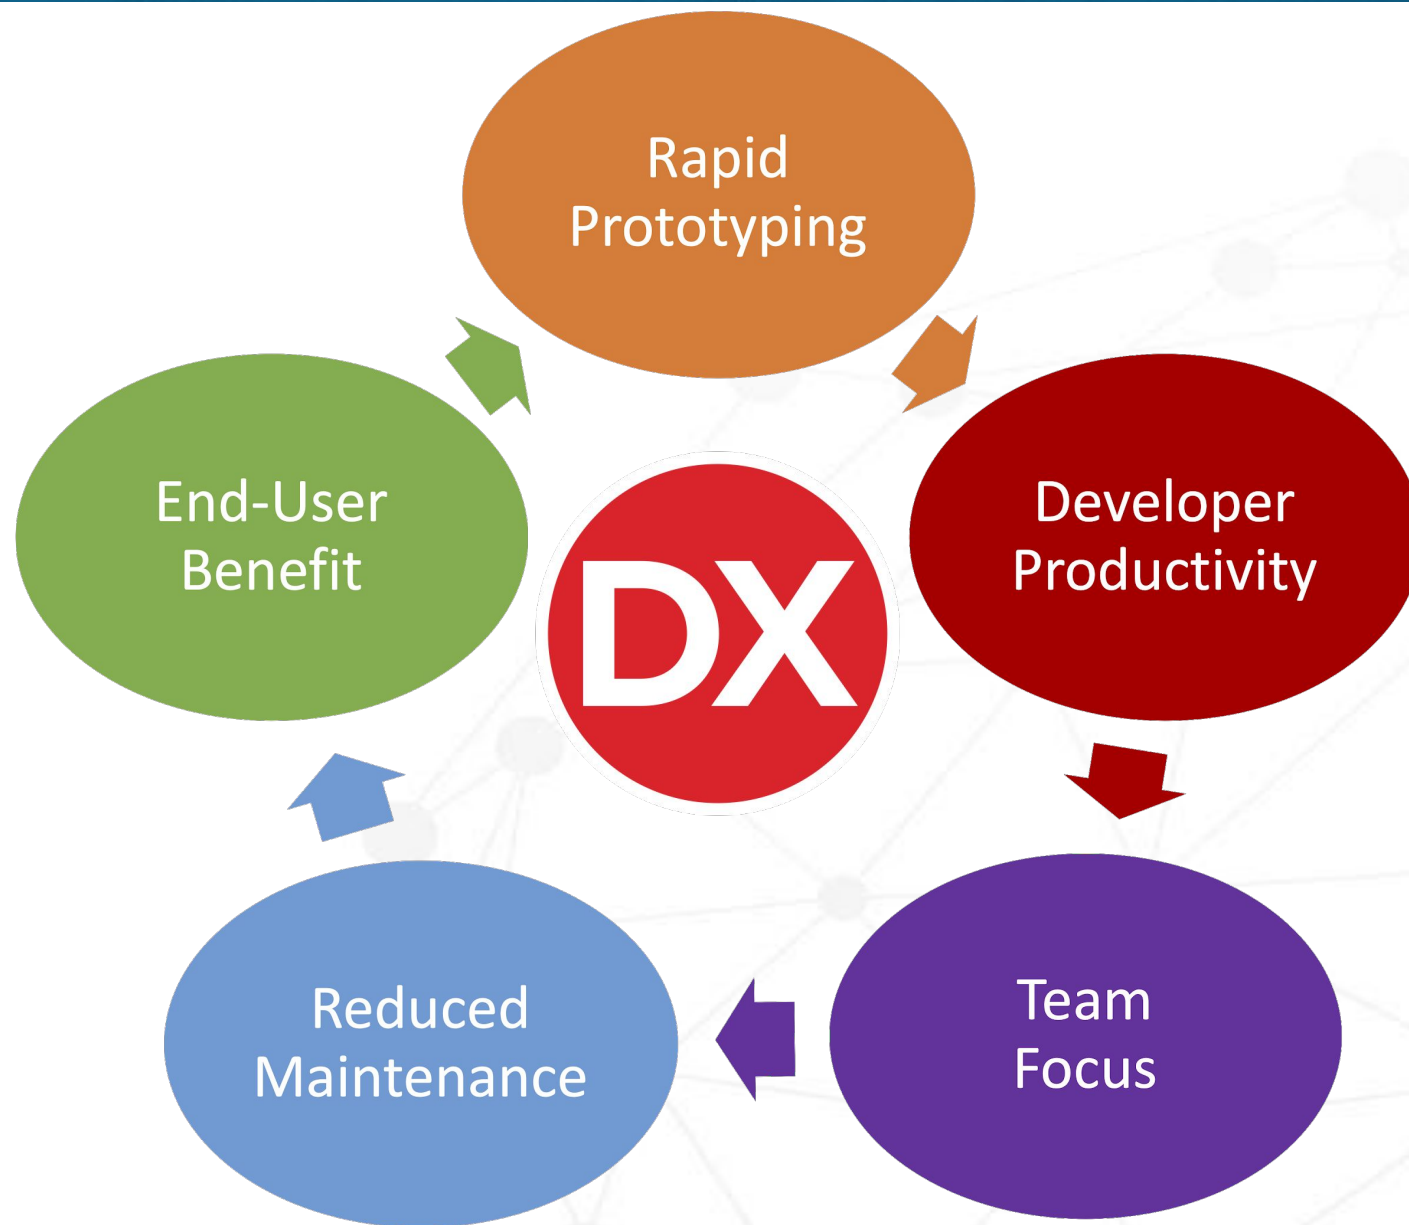 Rapid
Prototyping
Developer
Productivity
Team
Focus
Reduced
Maintenance
End-User
Benefit
DX